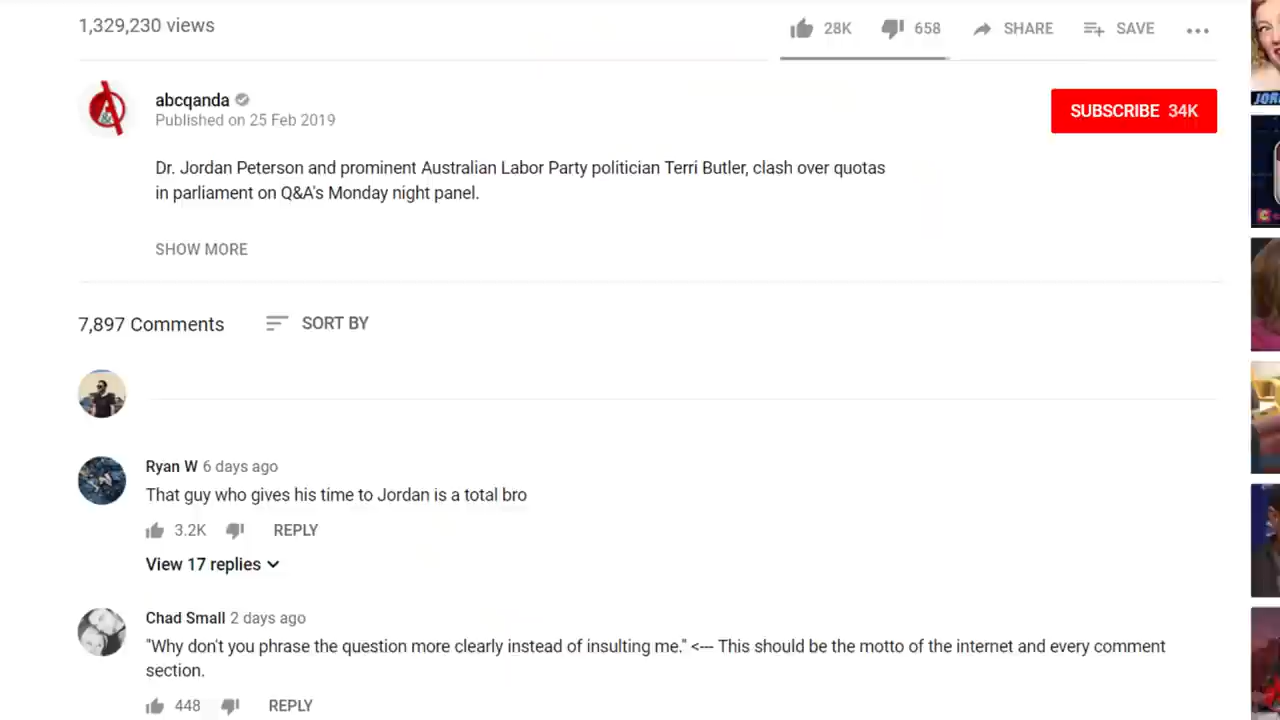 1,329,230 views
28K 658 SHARE SAVE
abcqanda
Published on 25 Feb 2019
SUBSCRIBE 34K
Dr. Jordan Peterson and prominent Australian Labor Party politician Terri Butler, clash over quotas
in parliament on Q&A's Monday night panel.
SHOW MORE
7,897 Comments SORT BY
Ryan W 6 days ago
That guy who gives his time to Jordan is a total bro
3.2K REPLY
View 17 replies
Chad Small 2 days ago
"Why don't you phrase the question more clearly instead of insulting me." <--- This should be the motto of the internet and every comment
section.
448 REPLY